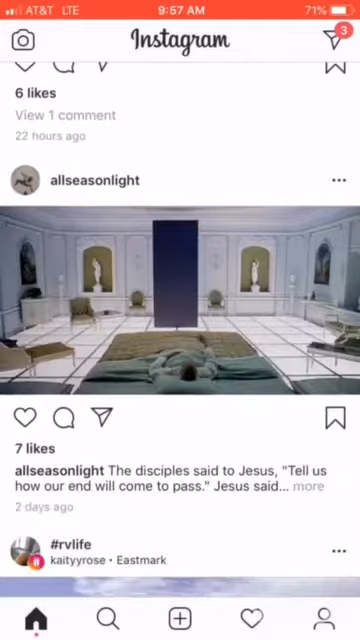 AT&T LTE 9:57 AM 71%
Instagram 3
6 likes
View 1 comment
22 hours ago
allseasonlight
7 likes
allseasonlight The disciples said to Jesus, "Tell us
how our end will come to pass." Jesus said... more
2 days ago
#rvlife
kaityyrose • Eastmark